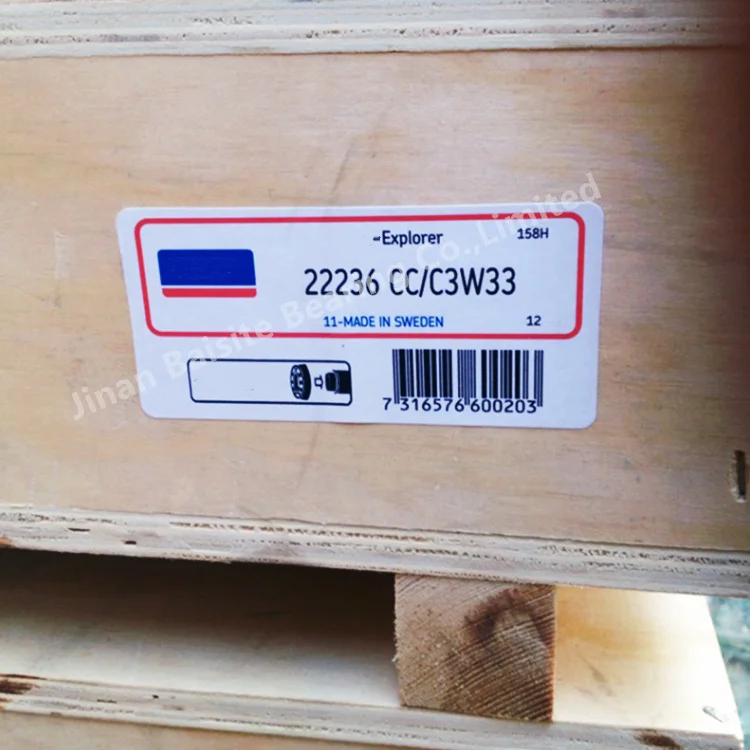 Explorer
158H
22236 CC/C3W33
11-MADE IN SWEDEN
12
7 316576 600203
Jinan Baisite Bearing Co.,Limited